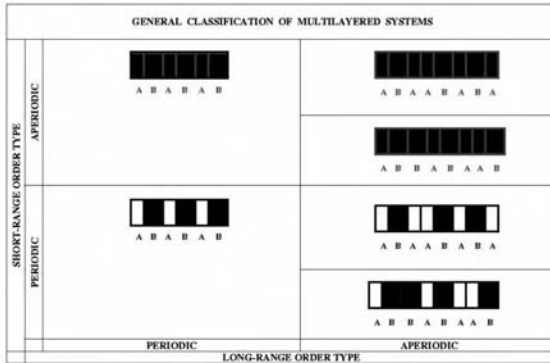 GENERAL CLASSIFICATION OF MULTILAYERED SYSTEMS
SHORT-RANGE ORDER TYPE
APERIODIC
A B A B A B
A B A A B A B A
A B B A B A A B
PERIODIC
A B A B A B
A B A A B A B A
A B B A B A A B
PERIODIC
APERIODIC
LONG-RANGE ORDER TYPE